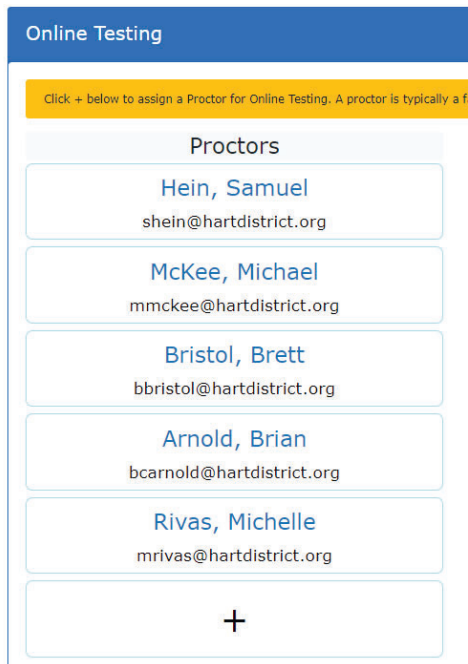 Online Testing
Click + below to assign a Proctor for Online Testing. A proctor is typically a
Proctors
Hein, Samuel
shein@hartdistrict.org
McKee, Michael
mmckee@hartdistrict.org
Bristol, Brett
bbristol@hartdistrict.org
Arnold, Brian
bcarnold@hartdistrict.org
Rivas, Michelle
mrivas@hartdistrict.org
+